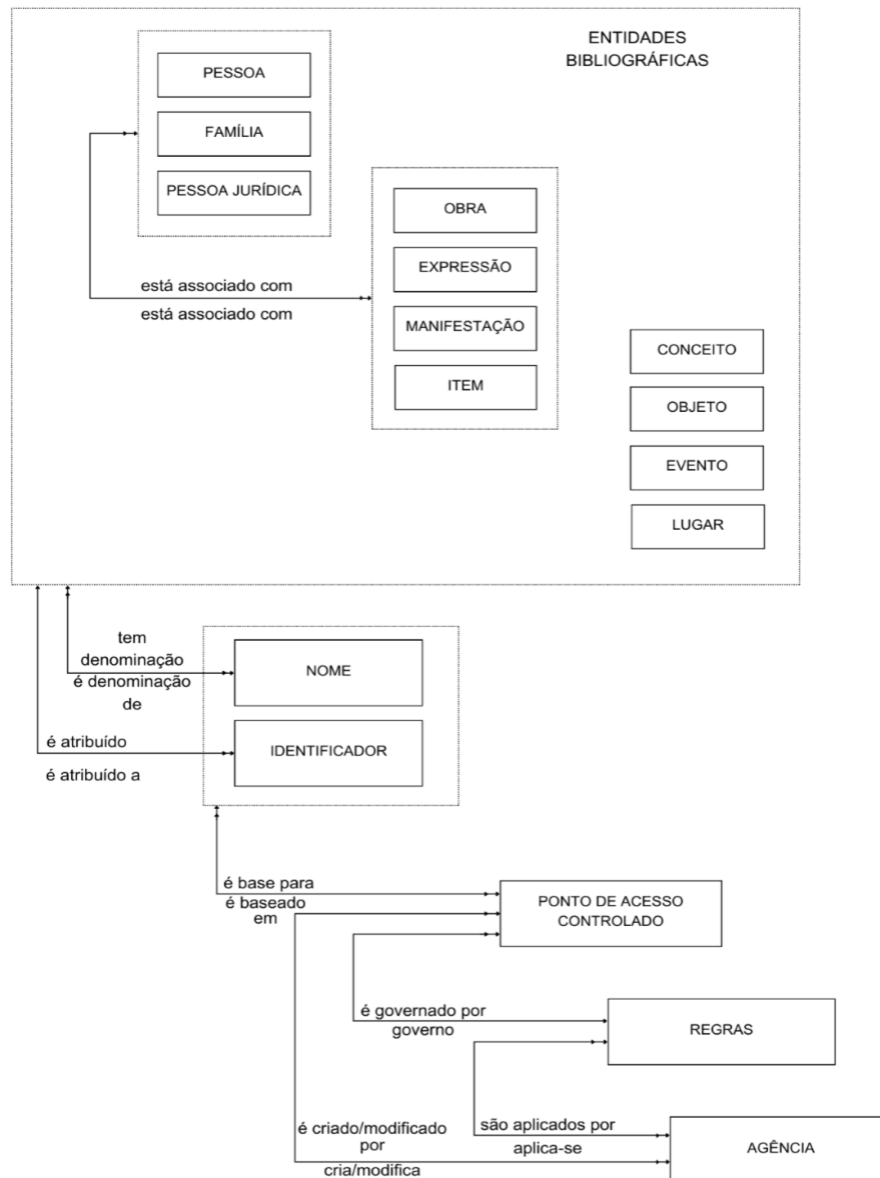 ENTIDADES
BIBLIOGRÁFICAS
PESSOA
FAMÍLIA
PESSOA JURÍDICA
OBRA
EXPRESSÃO
MANIFESTAÇÃO
ITEM
está associado com
está associado com
CONCEITO
OBJETO
EVENTO
LUGAR
tem
denominação
é denominação
de
NOME
é atribuído
é atribuído a
IDENTIFICADOR
é base para
é baseado
em
PONTO DE ACESSO
CONTROLADO
é governado por
governo
REGRAS
são aplicados por
aplica-se
é criado/modificado
por
cria/modifica
AGÊNCIA